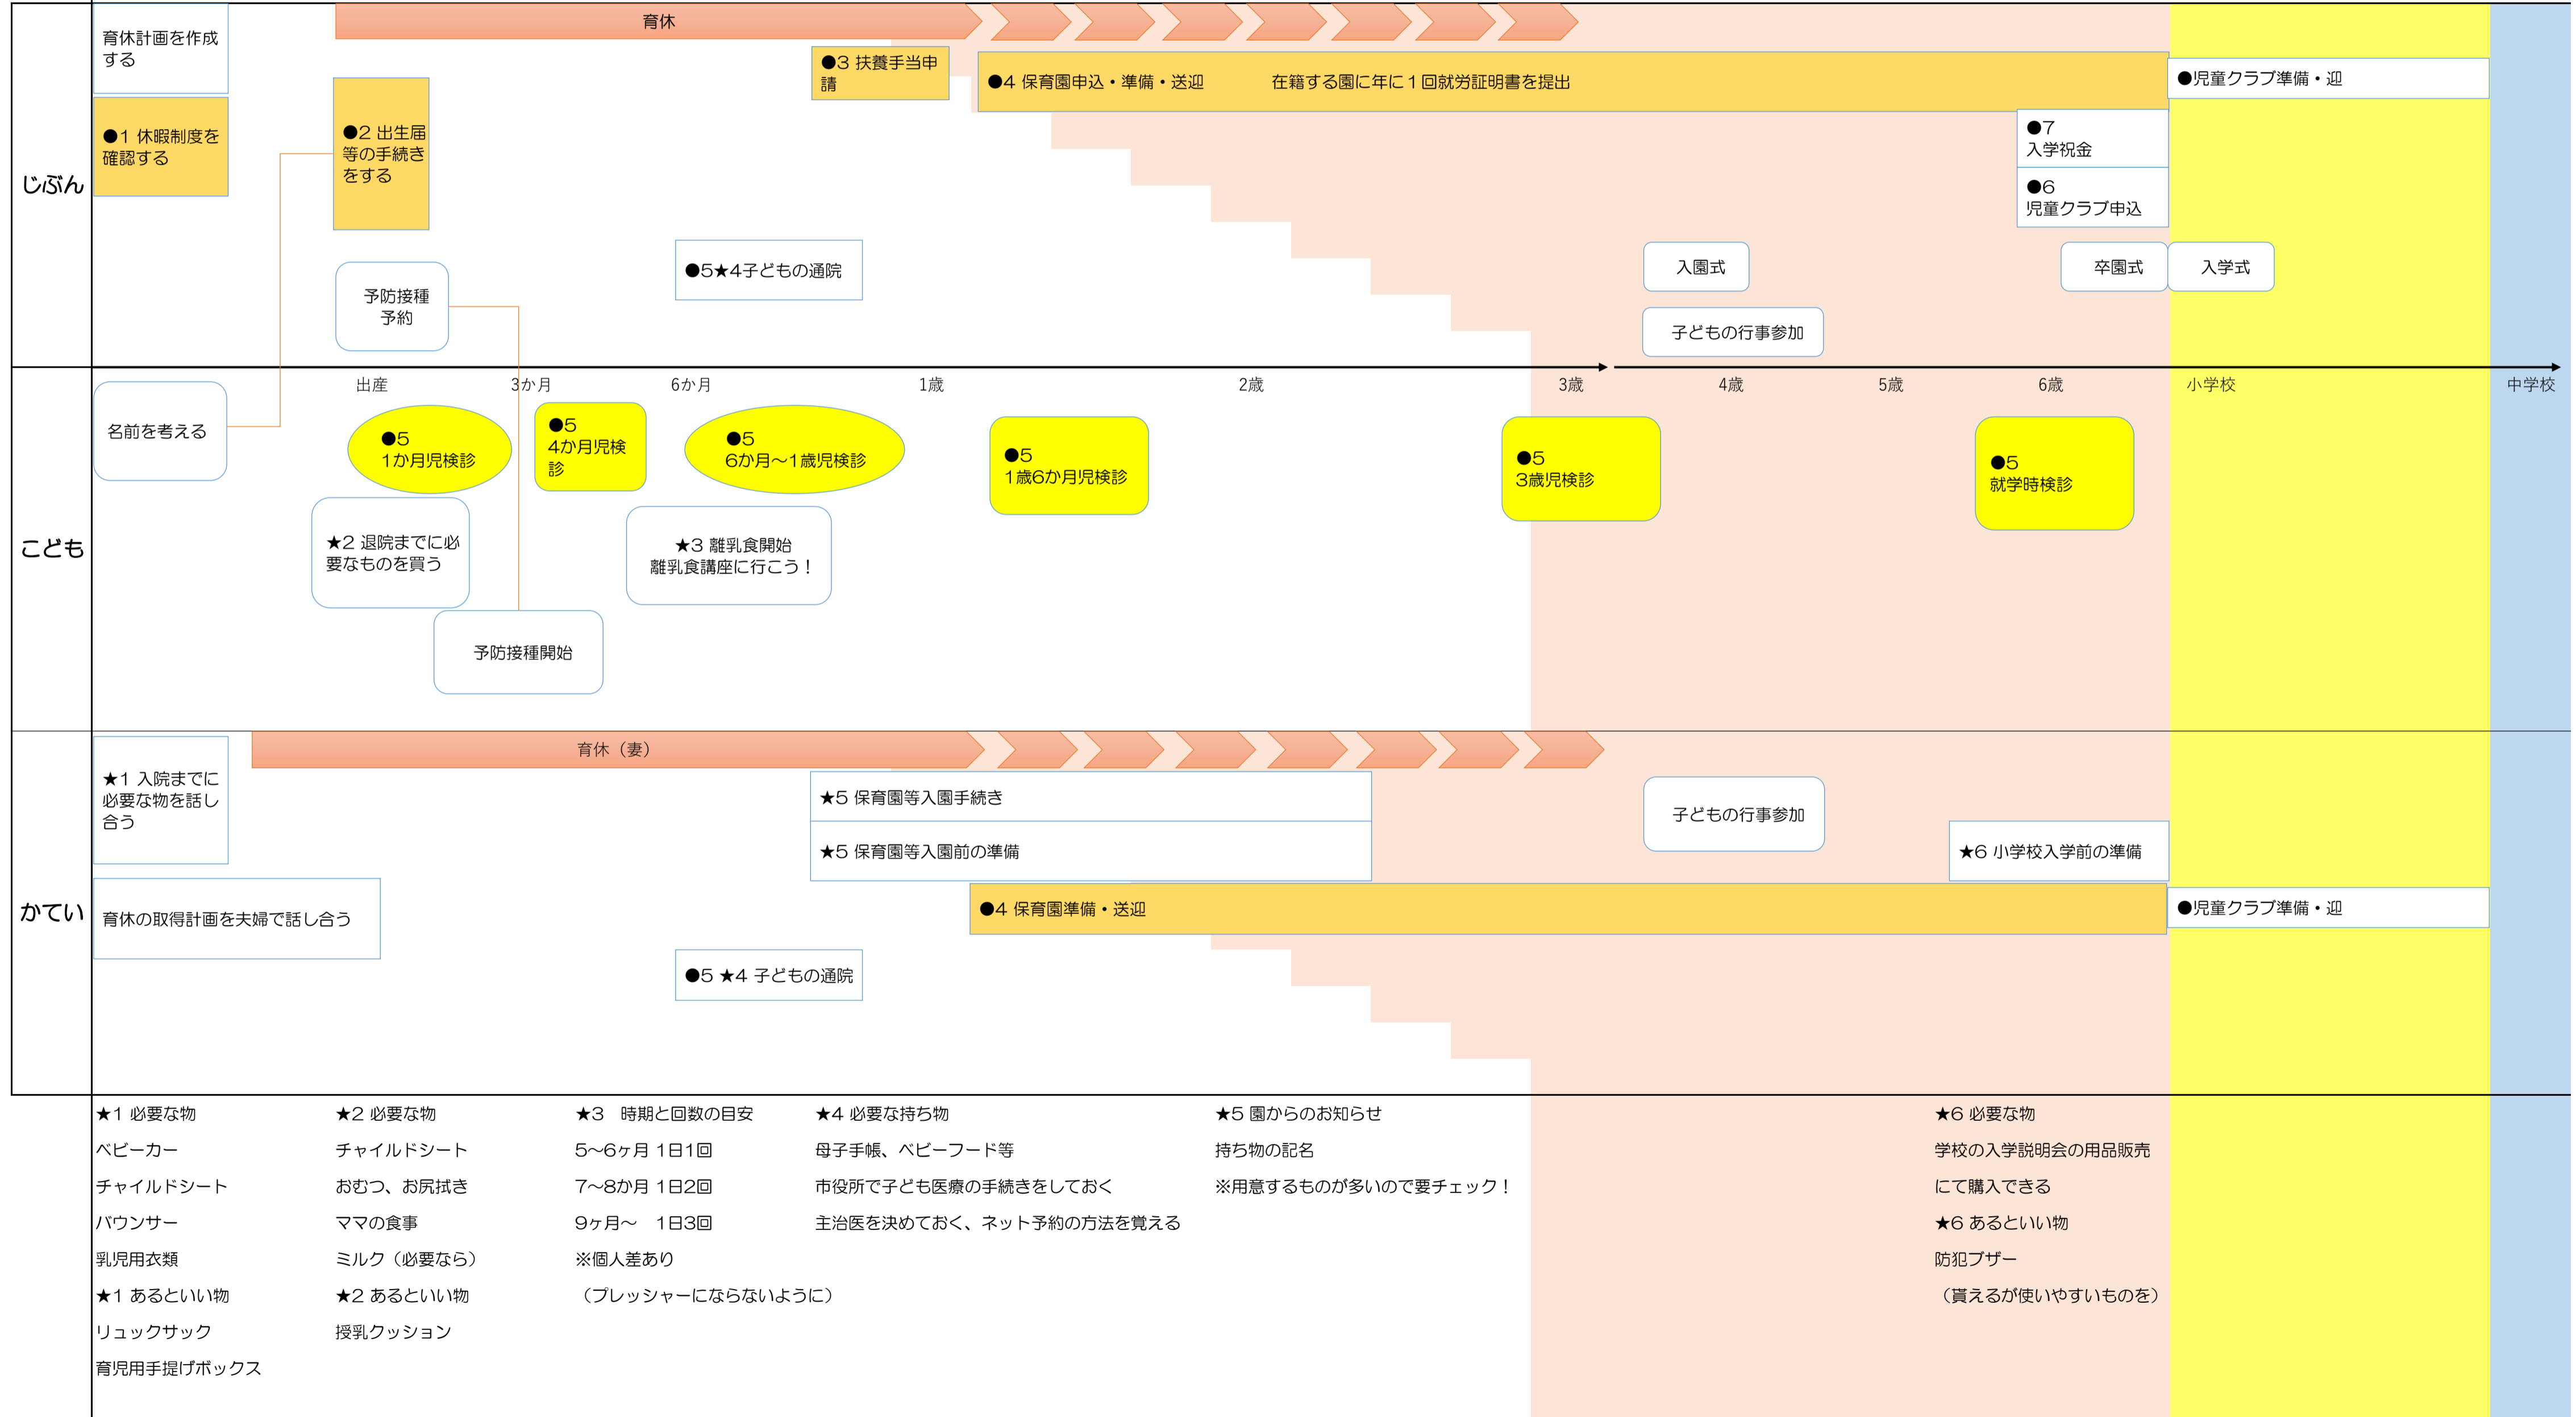 育休
育休計画を作成
する
●3 扶養手当申
請
●4 保育園申込・準備・送迎　　　　在籍する園に年に１回就労証明書を提出
●児童クラブ準備・迎
●1 休暇制度を
確認する
●2 出生届
等の手続き
をする
●7
入学祝金
●6
児童クラブ申込
じぶん
●5★4子どもの通院
予防接種
予約
入園式
卒園式
入学式
子どもの行事参加
出産
3か月
6か月
1歳
2歳
3歳
4歳
5歳
6歳
小学校
中学校
名前を考える
●5
1か月児検診
●5
4か月児検
診
●5
6か月～1歳児検診
●5
1歳6か月児検診
●5
3歳児検診
●5
就学時検診
こども
★2 退院までに必
要なものを買う
★3 離乳食開始
離乳食講座に行こう！
予防接種開始
育休（妻）
★1 入院までに
必要な物を話し
合う
★5 保育園等入園手続き
★5 保育園等入園前の準備
子どもの行事参加
★6 小学校入学前の準備
かてい
育休の取得計画を夫婦で話し合う
●4 保育園準備・送迎
●児童クラブ準備・迎
●5 ★4 子どもの通院
★1 必要な物
ベビーカー
チャイルドシート
バウンサー
乳児用衣類
★1 あるといい物
リュックサック
育児用手提げボックス
★2 必要な物
チャイルドシート
おむつ、お尻拭き
ママの食事
ミルク（必要なら）
★2 あるといい物
授乳クッション
★3　時期と回数の目安
5～6ヶ月 1日1回
7～8か月 1日2回
9ヶ月～　1日3回
※個人差あり
（プレッシャーにならないように）
★4 必要な持ち物
母子手帳、ベビーフード等
市役所で子ども医療の手続きをしておく
主治医を決めておく、ネット予約の方法を覚える
★5 園からのお知らせ
持ち物の記名
※用意するものが多いので要チェック！
★6 必要な物
学校の入学説明会の用品販売
にて購入できる
★6 あるといい物
防犯ブザー
（貰えるが使いやすいものを）